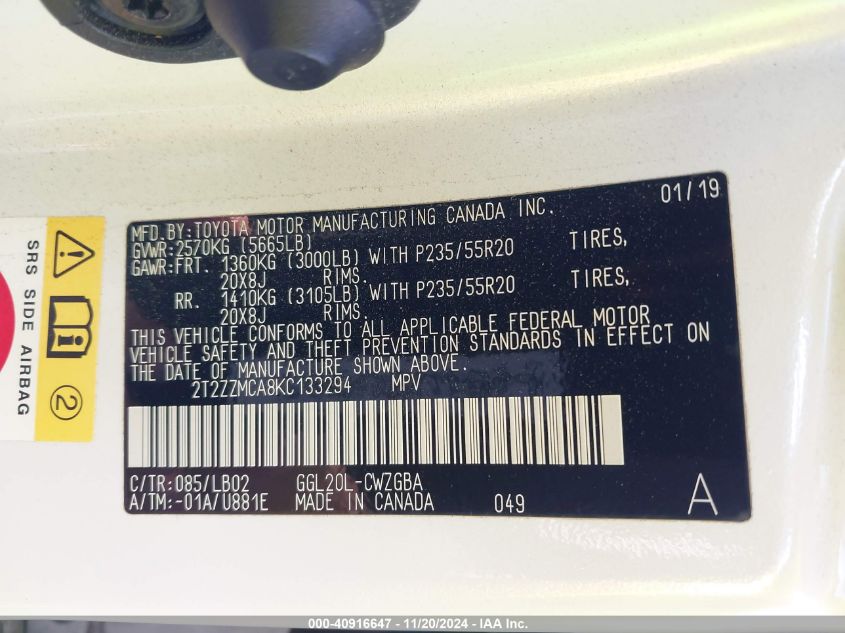 01/19
MFD.BY:TOYOTA MOTOR MANUFACTURING CANADA INC.
GVWR:2570KG (5665LB)
GAWR:FRT. 1360KG (3000LB) WITH P235/55R20 TIRES,
20X8J RIMS.
RR. 1410KG (3105LB) WITH P235/55R20 TIRES,
20X8J RIMS.
THIS VEHICLE CONFORMS TO ALL APPLICABLE FEDERAL MOTOR
VEHICLE SAFETY AND THEFT PREVENTION STANDARDS IN EFFECT ON
THE DATE OF MANUFACTURE SHOWN ABOVE.
2T2ZZMCA8KC133294 MPV
C/TR:085/LB02 GGL20L-CWZGBA
A/TM:-01A/U881E MADE IN CANADA 049 A
SRS SIDE AIRBAG
2
000-40916647 - 11/20/2024 - IAA Inc.